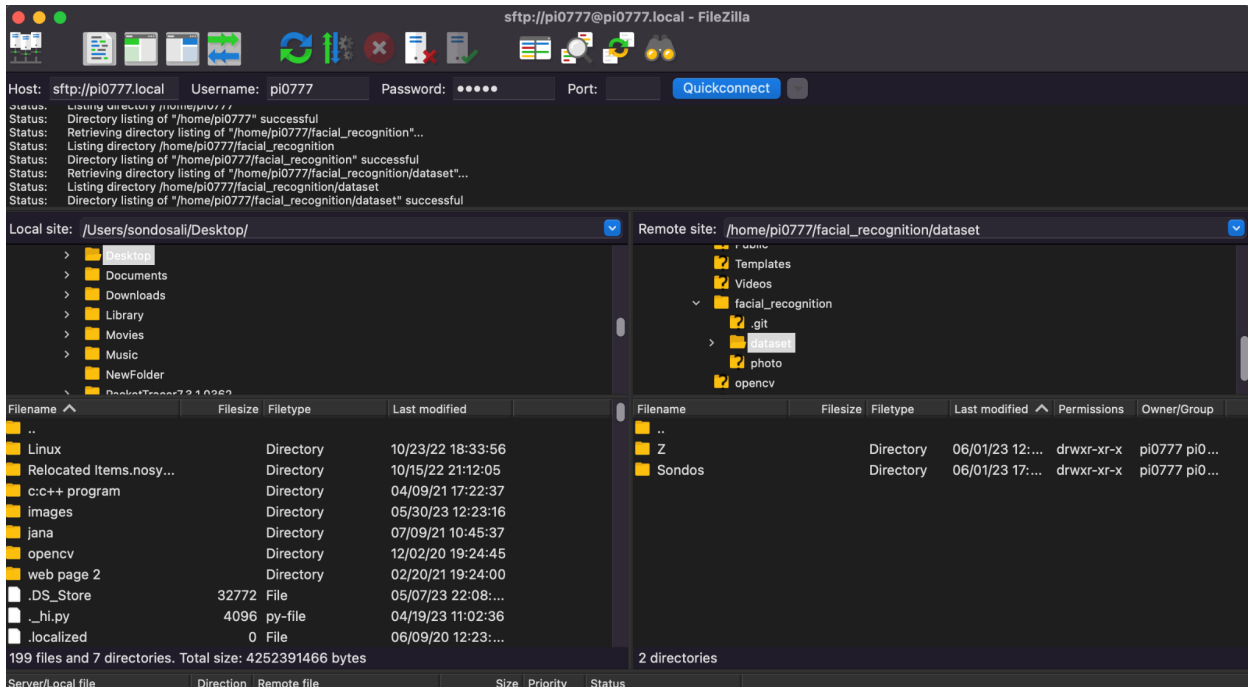 sftp://pi0777@pi0777.local - FileZilla
Host: sftp://pi0777.local Username: pi0777 Password: ••••• Port: Quickconnect
Status: Listing directory /home/pi0777
Status: Directory listing of "/home/pi0777" successful
Status: Retrieving directory listing of "/home/pi0777/facial_recognition"...
Status: Listing directory /home/pi0777/facial_recognition
Status: Directory listing of "/home/pi0777/facial_recognition" successful
Status: Retrieving directory listing of "/home/pi0777/facial_recognition/dataset"...
Status: Listing directory /home/pi0777/facial_recognition/dataset
Status: Directory listing of "/home/pi0777/facial_recognition/dataset" successful
Local site: /Users/sondosali/Desktop/
Desktop
Documents
Downloads
Library
Movies
Music
NewFolder
PacketTracer7.3.1.0362
Remote site: /home/pi0777/facial_recognition/dataset
Public
Templates
Videos
facial_recognition
.git
dataset
photo
opencv
Filename Filesize Filetype Last modified
..
Linux Directory 10/23/22 18:33:56
Relocated Items.nosy... Directory 10/15/22 21:12:05
c:c++ program Directory 04/09/21 17:22:37
images Directory 05/30/23 12:23:16
jana Directory 07/09/21 10:45:37
opencv Directory 12/02/20 19:24:45
web page 2 Directory 02/20/21 19:24:00
.DS_Store 32772 File 05/07/23 22:08:...
._hi.py 4096 py-file 04/19/23 11:02:36
.localized 0 File 06/09/20 12:23:...
199 files and 7 directories. Total size: 4252391466 bytes
Filename Filesize Filetype Last modified Permissions Owner/Group
..
Z Directory 06/01/23 12:... drwxr-xr-x pi0777 pi0...
Sondos Directory 06/01/23 17:... drwxr-xr-x pi0777 pi0...
2 directories
Server/Local file Direction Remote file Size Priority Status